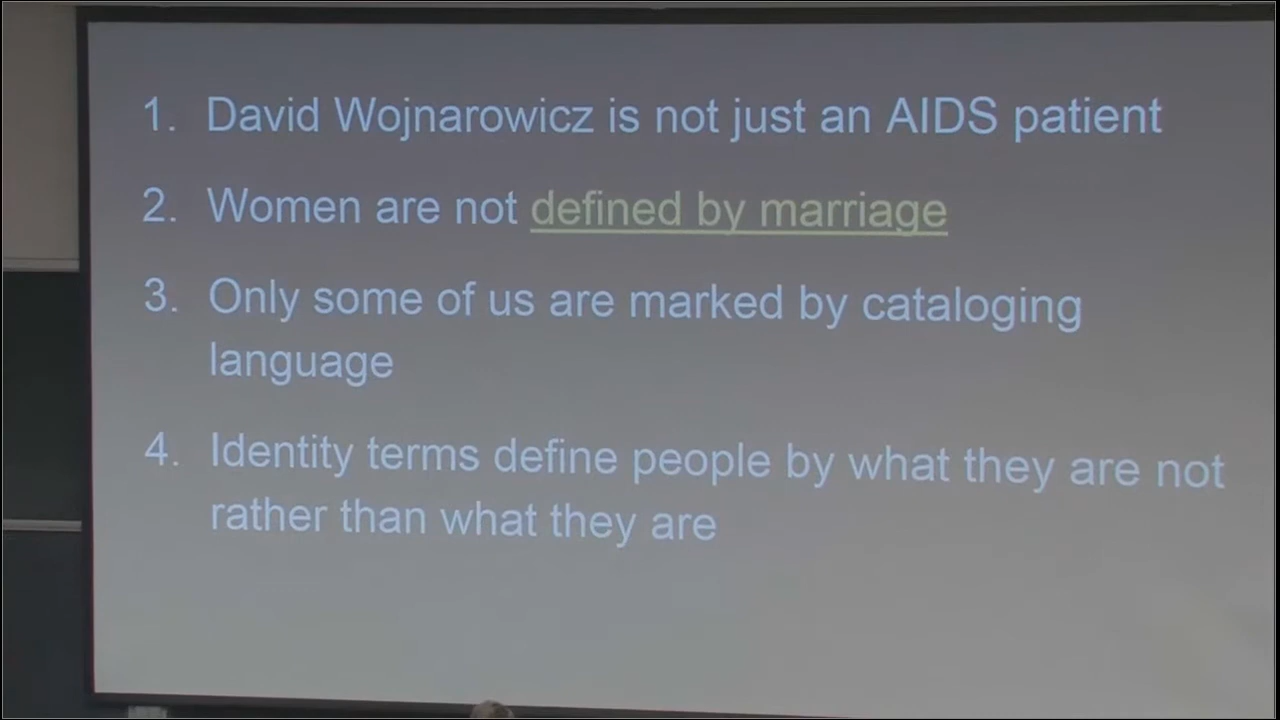 1. David Wojnarowicz is not just an AIDS patient
2. Women are not defined by marriage
3. Only some of us are marked by cataloging
language
4. Identity terms define people by what they are not
rather than what they are